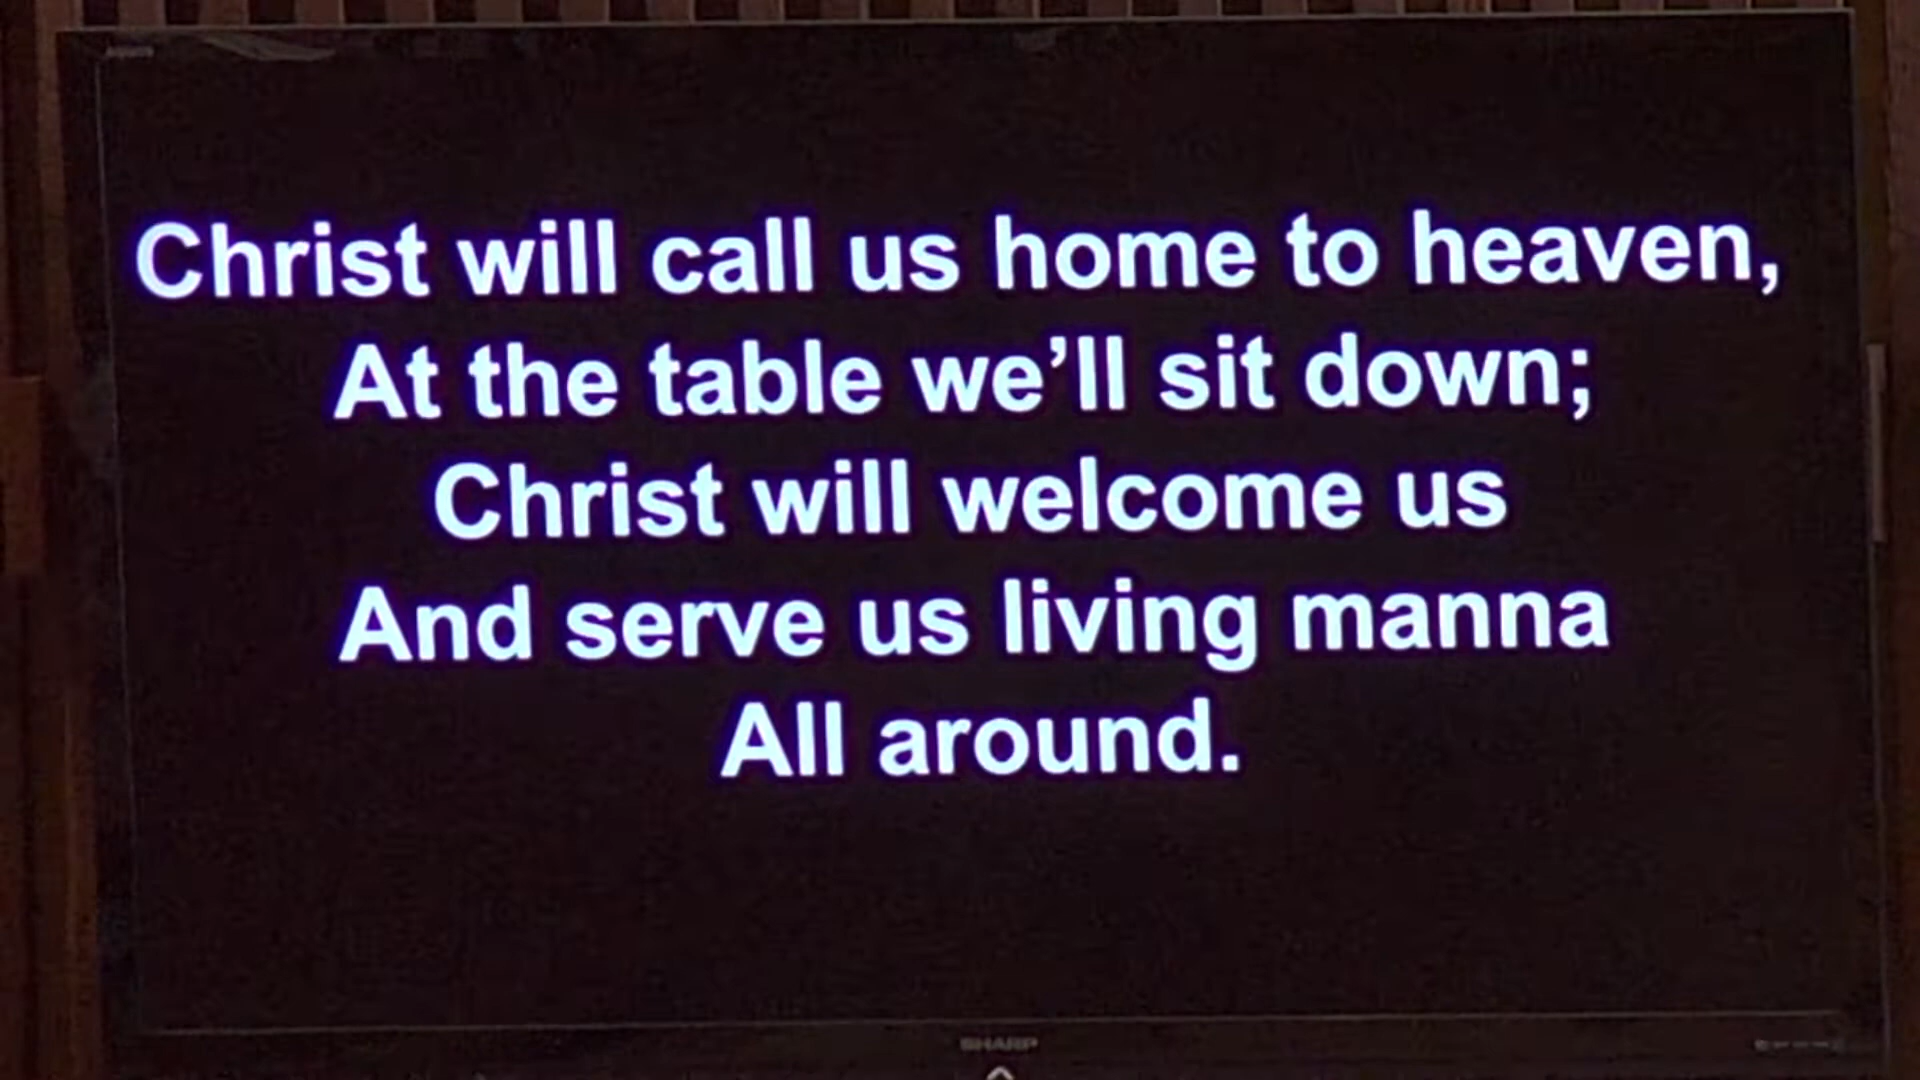 Christ will call us home to heaven,
At the table we’ll sit down;
Christ will welcome us
And serve us living manna
All around.
SHARP